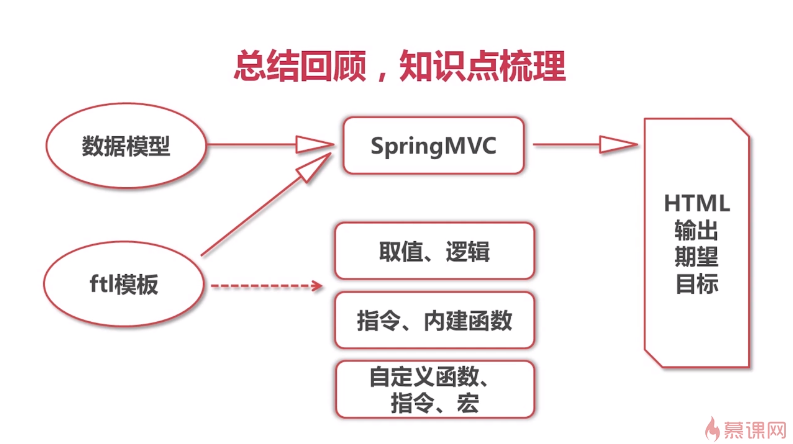 总结回顾，知识点梳理
数据模型
SpringMVC
HTML
输出
期望
目标
ftl模板
取值、逻辑
指令、内建函数
自定义函数、
指令、宏
慕课网